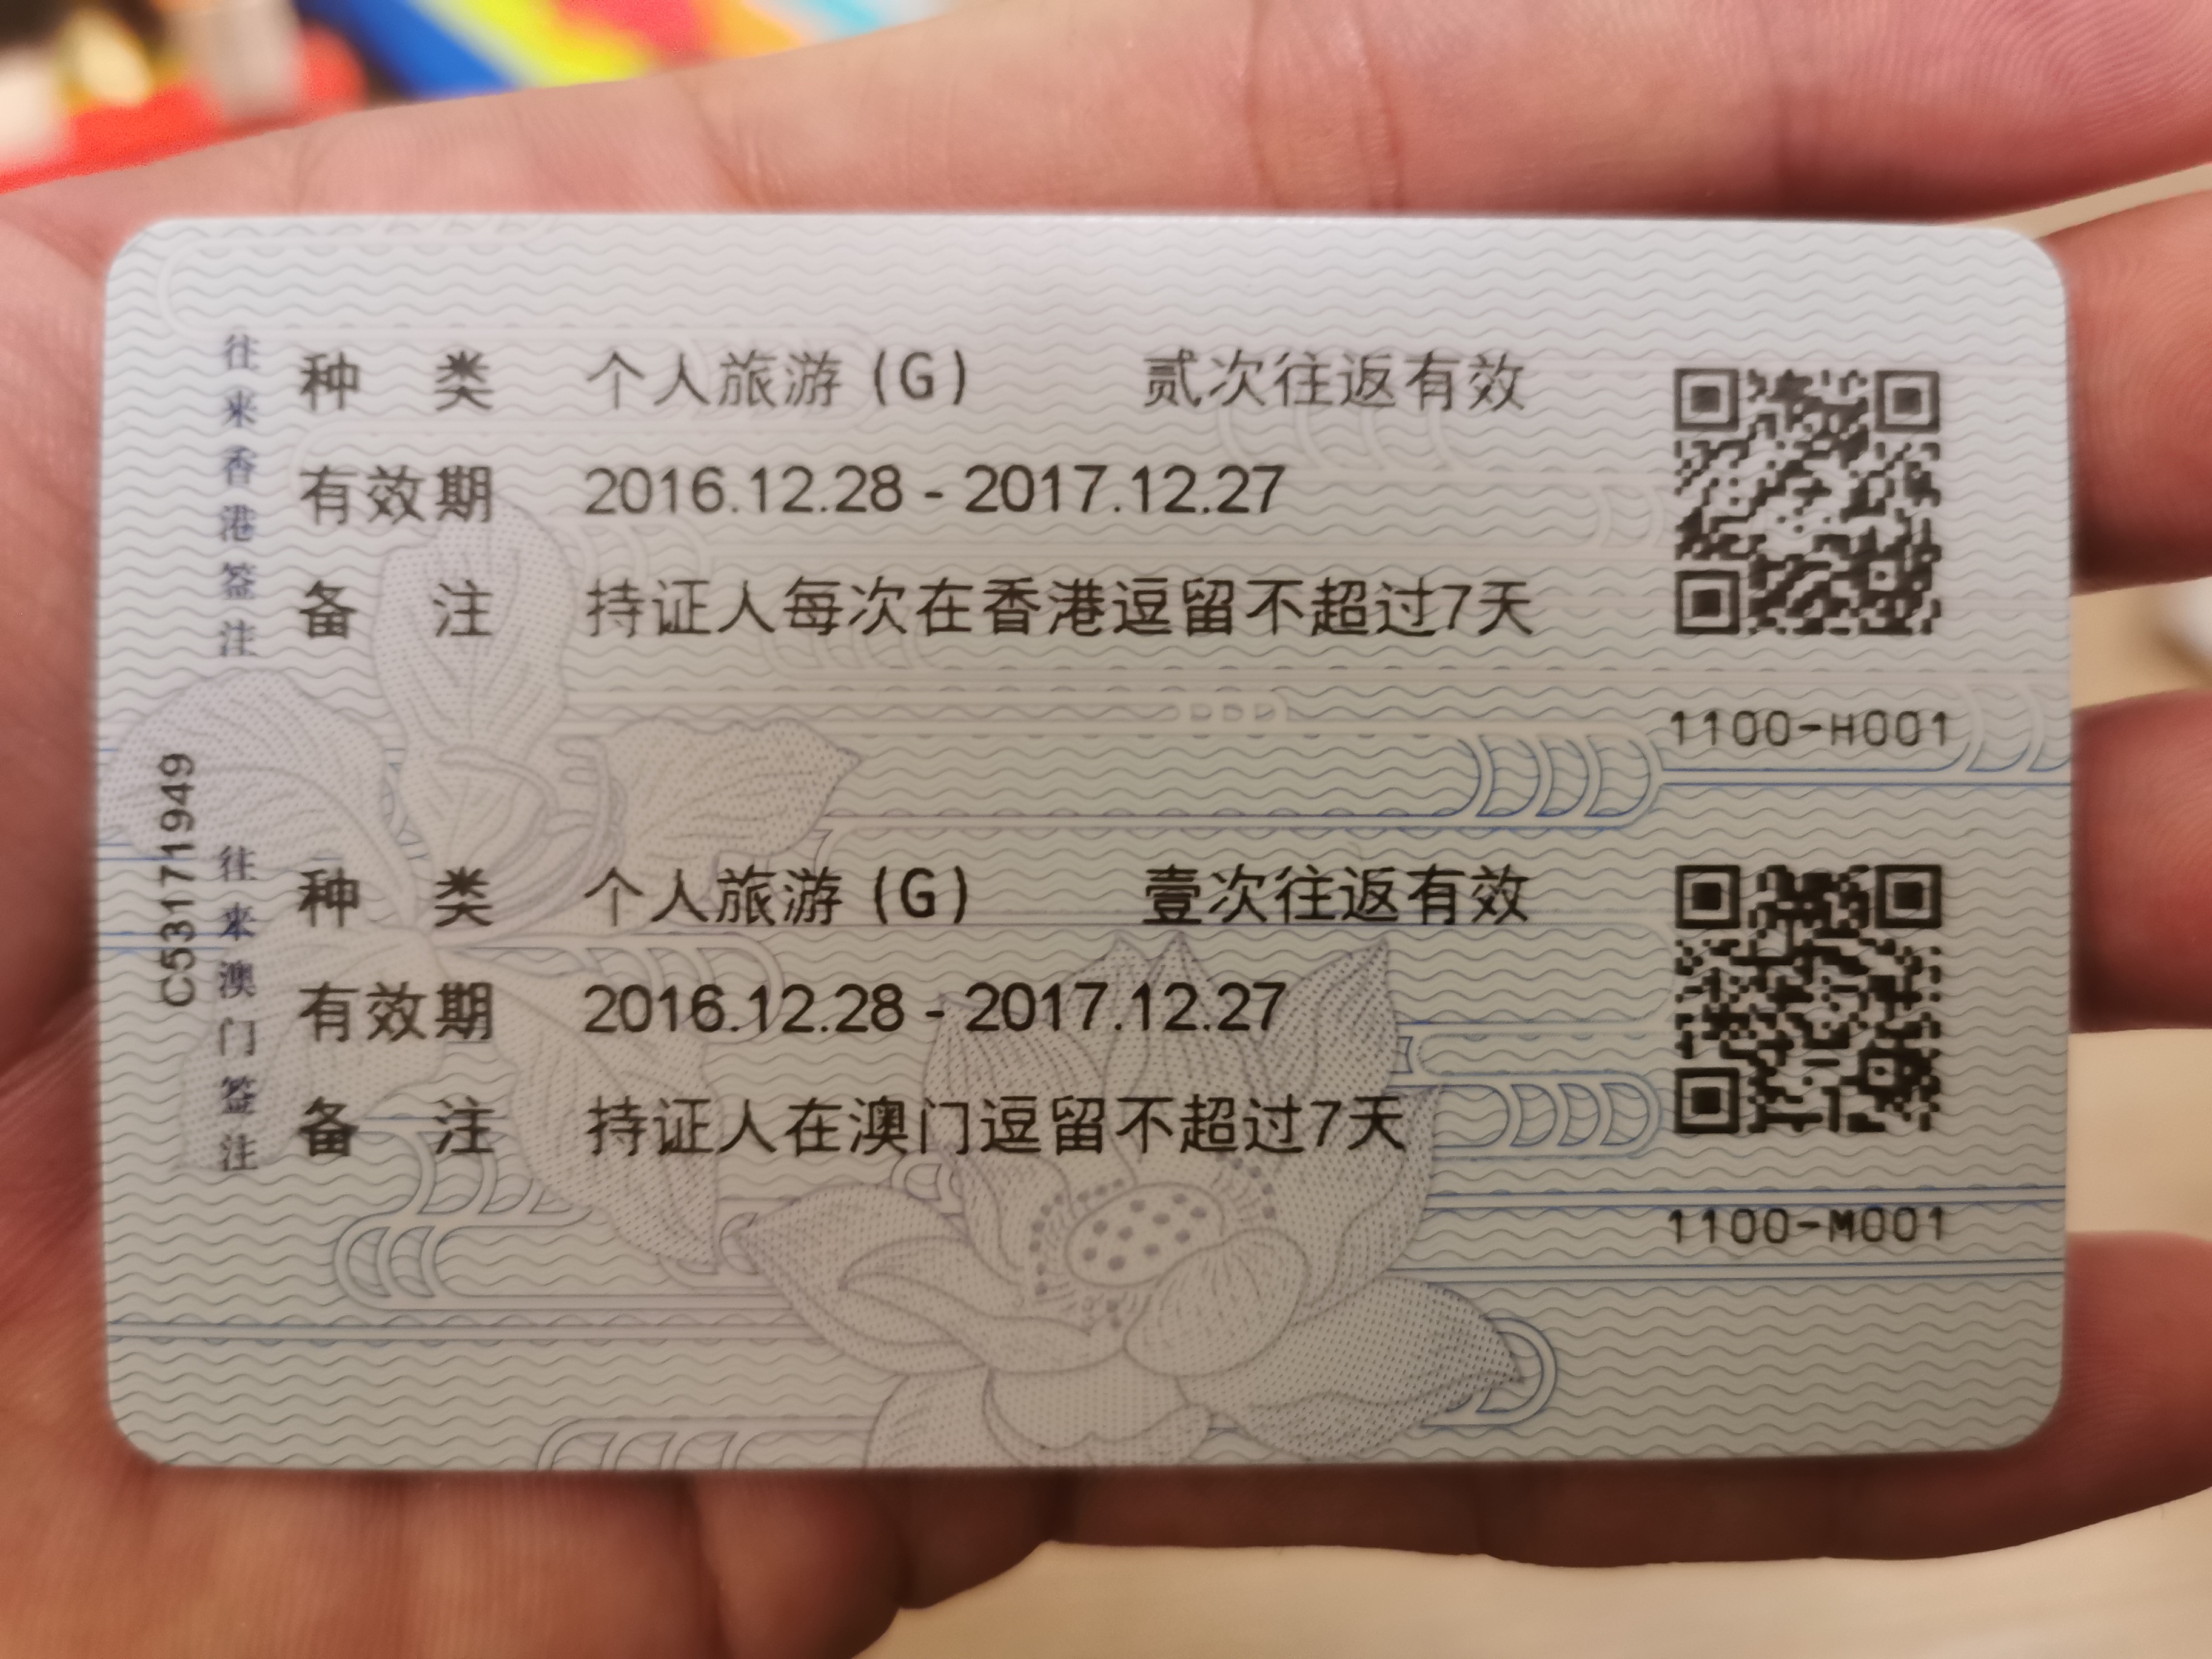 往来香港签注
种 类 个人旅游(G) 贰次往返有效
有效期 2016.12.28 - 2017.12.27
备 注 持证人每次在香港逗留不超过7天
1100-H001
C53171949
往来澳门签注
种 类 个人旅游(G) 壹次往返有效
有效期 2016.12.28 - 2017.12.27
备 注 持证人在澳门逗留不超过7天
1100-M001